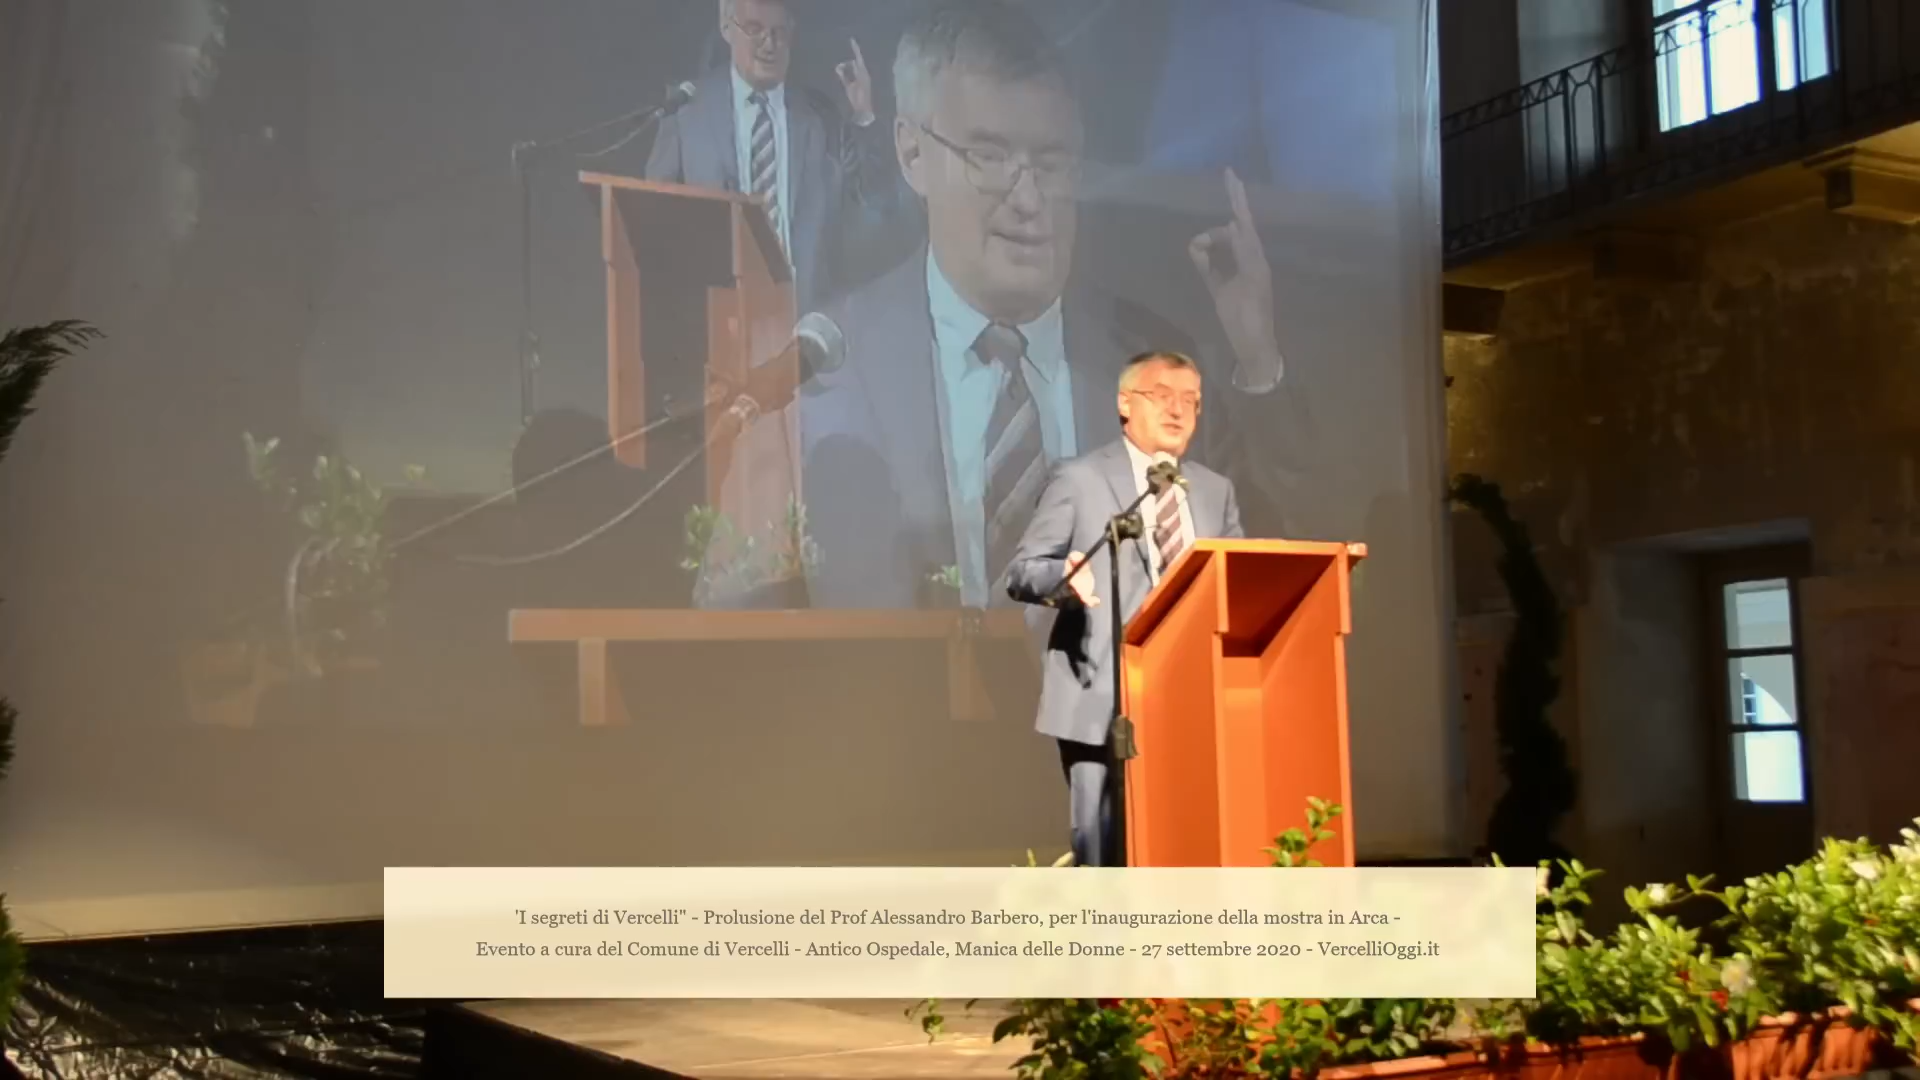 'I segreti di Vercelli" - Prolusione del Prof Alessandro Barbero, per l'inaugurazione della mostra in Arca -
Evento a cura del Comune di Vercelli - Antico Ospedale, Manica delle Donne - 27 settembre 2020 - VercelliOggi.it